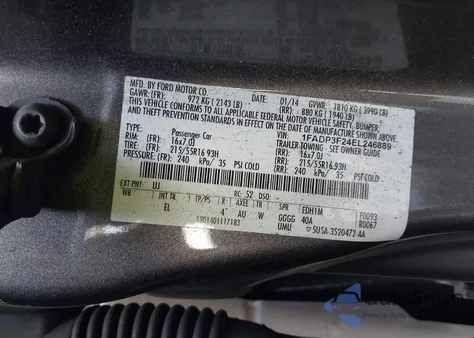 MFD. BY FORD MOTOR CO.
DATE: 01/14 GVWR: 1810 KG (3990 LB)
GAWR: (FR): 972 KG (2143 LB) (RR): 880 KG (1940 LB)
THIS VEHICLE CONFORMS TO ALL APPLICABLE FEDERAL MOTOR VEHICLE SAFETY, BUMPER
AND THEFT PREVENTION STANDARDS IN EFFECT ON THE DATE OF MANUFACTURE SHOWN ABOVE.
VIN: 1FADP3F24EL246889
TYPE: Passenger Car TRAILER TOWING - SEE OWNER GUIDE
RIM: (FR): 16x7.0J (RR): 16x7.0J
TIRE: (FR): 215/55R16 93H (RR): 215/55R16 93H
(FR): 240 kPa/ 35 PSI COLD (RR): 240 kPa/ 35 PSI COLD
EXT PNT: UJ RC: 52 DSO:
WB INT TR TP/PS R AXLE TR SPR EDH1M F0093
EL 4 AU W GGGG 40A R0067
1301401117183 UMU 5U5A 3520472-AA